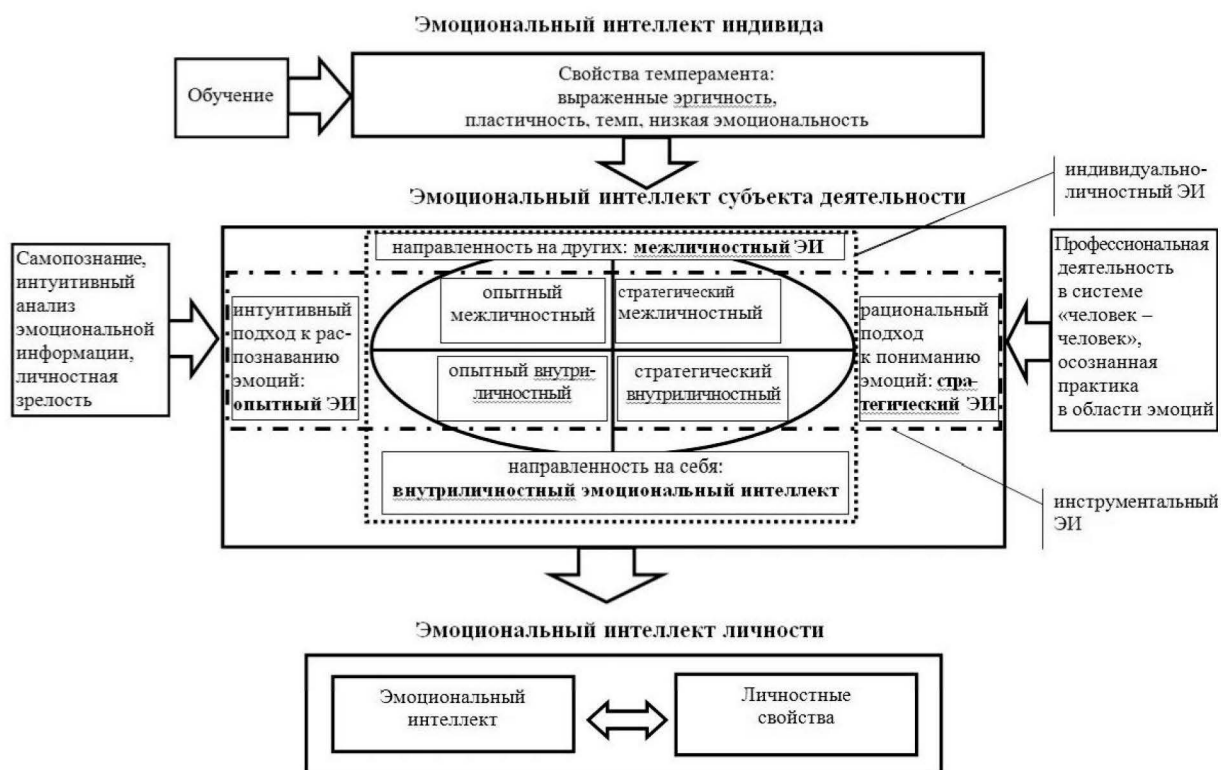 Эмоциональный интеллект индивида
Обучение
Свойства темперамента:
выраженные эргичность,
пластичность, темп, низкая эмоциональность
индивидуально-
личностный ЭИ
Эмоциональный интеллект субъекта деятельности
Самопознание,
интуитивный
анализ
эмоциональной
информации,
личностная
зрелость
направленность на других: межличностный ЭИ
интуитивный
подход к рас-
познаванию
эмоций:
опытный ЭИ
опытный
межличностный
стратегический
межличностный
опытный внутри-
личностный
стратегический
внутриличностный
рациональный
подход
к пониманию
эмоций: стра-
тегический ЭИ
Профессиональная
деятельность
в системе
«человек –
человек»,
осознанная
практика
в области эмоций
направленность на себя:
внутриличностный эмоциональный интеллект
инструментальный
ЭИ
Эмоциональный интеллект личности
Эмоциональный
интеллект
Личностные
свойства